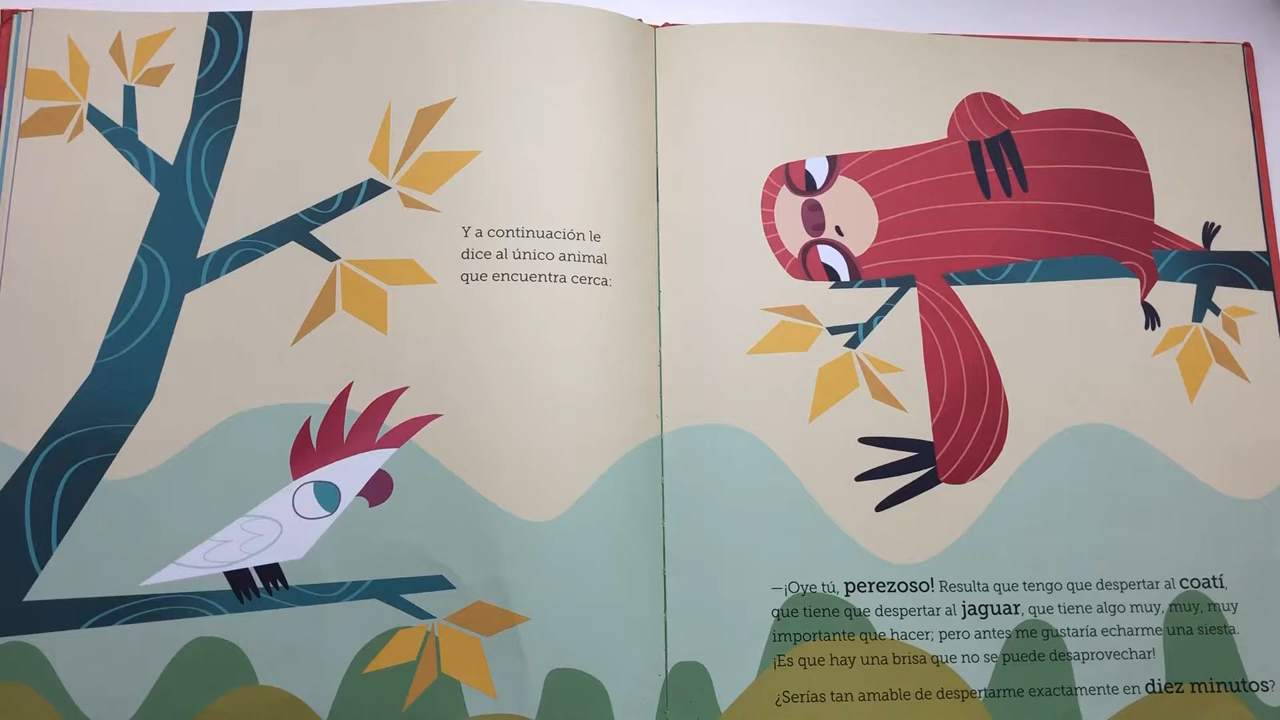 Y a continuación le
dice al único animal
que encuentra cerca:
—¡Oye tú, perezoso! Resulta que tengo que despertar al coatí,
que tiene que despertar al jaguar, que tiene algo muy, muy, muy
importante que hacer; pero antes me gustaría echarme una siesta.
¡Es que hay una brisa que no se puede desaprovechar!
¿Serías tan amable de despertarme exactamente en diez minutos?